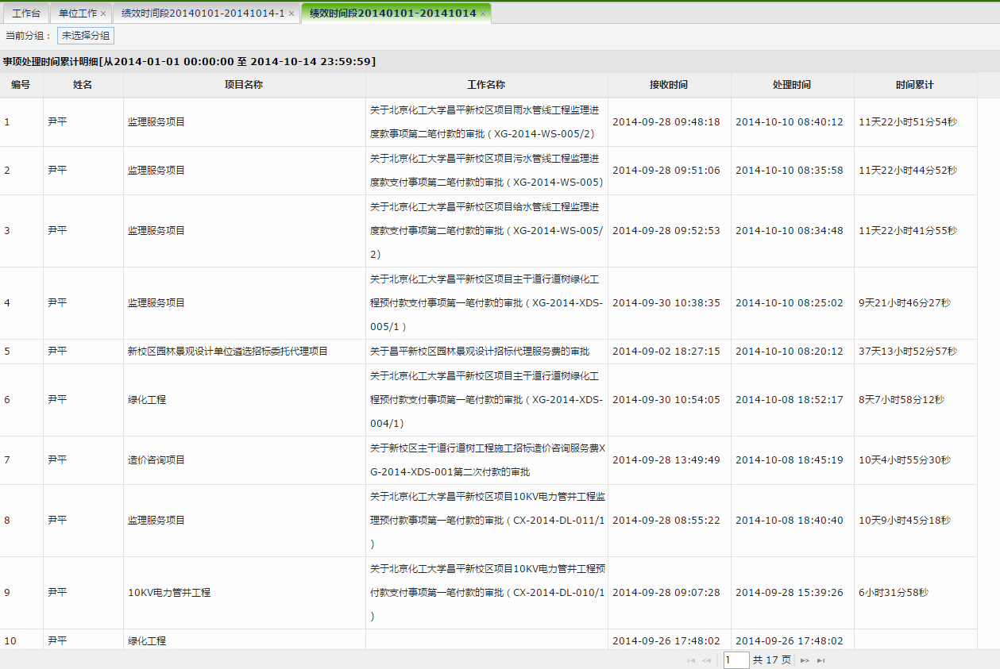 工作台 单位工作 × 绩效时间段20140101-20141014-1 × 绩效时间段20140101-20141014 ×
当前分组： 未选择分组
事项处理时间累计明细[从2014-01-01 00:00:00 至 2014-10-14 23:59:59]
编号 姓名 项目名称 工作名称 接收时间 处理时间 时间累计
关于北京化工大学昌平新校区项目雨水管线工程监理进
1 尹平 监理服务项目 2014-09-28 09:48:18 2014-10-10 08:40:12 11天22小时51分54秒
度款事项第二笔付款的审批（XG-2014-WS-005/2)
关于北京化工大学昌平新校区项目污水管线工程监理进
2 尹平 监理服务项目 2014-09-28 09:51:06 2014-10-10 08:35:58 11天22小时44分52秒
度款支付事项第二笔付款的审批（XG-2014-WS-005)
关于北京化工大学昌平新校区项目给水管线工程监理进
3 尹平 监理服务项目 度款支付事项第二笔付款的审批（XG-2014-WS-005/ 2014-09-28 09:52:53 2014-10-10 08:34:48 11天22小时41分55秒
2)
关于北京化工大学昌平新校区项目主干道行道树绿化工
4 尹平 监理服务项目 程预付款支付事项第一笔付款的审批（XG-2014-XDS- 2014-09-30 10:38:35 2014-10-10 08:25:02 9天21小时46分27秒
005/1）
5 尹平 新校区园林景观设计单位遴选招标委托代理项目 关于昌平新校区园林景观设计招标代理服务费的审批 2014-09-02 18:27:15 2014-10-10 08:20:12 37天13小时52分57秒
关于北京化工大学昌平新校区项目主干道行道树绿化工
6 尹平 绿化工程 程预付款支付事项第一笔付款的审批（XG-2014-XDS- 2014-09-30 10:54:05 2014-10-08 18:52:17 8天7小时58分12秒
004/1)
关于新校区主干道行道树工程施工招标造价咨询服务费X
7 尹平 造价咨询项目 2014-09-28 13:49:49 2014-10-08 18:45:19 10天4小时55分30秒
G-2014-XDS-001第二次付款的审批
关于北京化工大学昌平新校区项目10KV电力管井工程监
8 尹平 监理服务项目 理预付款事项第一笔付款的审批（CX-2014-DL-011/1 2014-09-28 08:55:22 2014-10-08 18:40:40 10天9小时45分18秒
）
关于北京化工大学昌平新校区项目10KV电力管井工程预
9 尹平 10KV电力管井工程 付款支付事项第一笔付款的审批（CX-2014-DL-010/1 2014-09-28 09:07:28 2014-09-28 15:39:26 6小时31分58秒
）
10 尹平 绿化工程 2014-09-26 17:48:02 2014-09-26 17:48:02
1 共 17 页